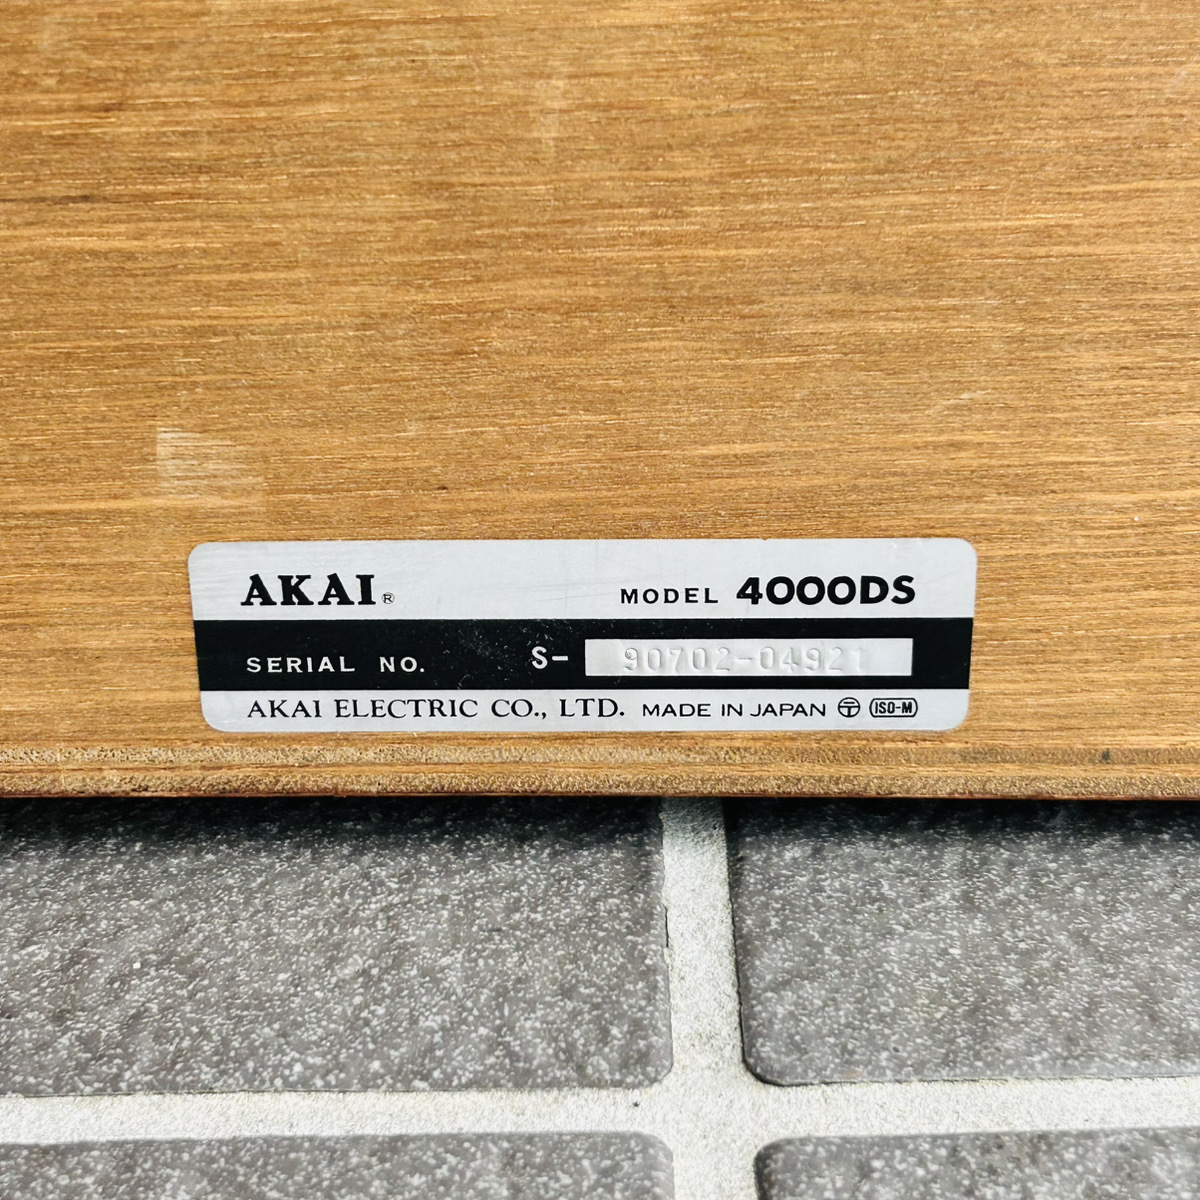 AKAI® MODEL 4000DS
SERIAL NO. S- 90702-04921
AKAI ELECTRIC CO., LTD. MADE IN JAPAN 〒 ISO-M